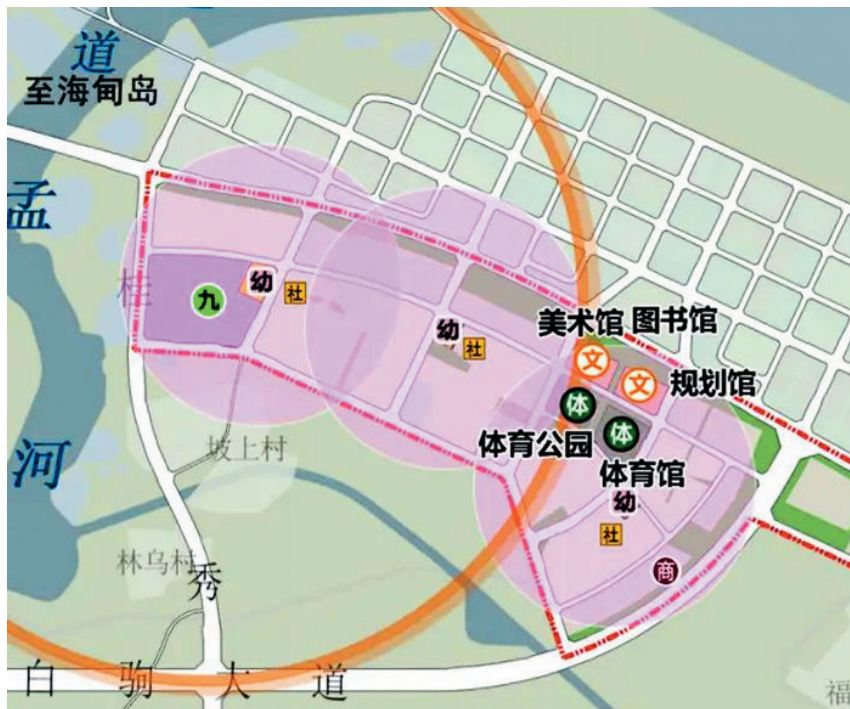 道
至海甸岛
孟
桂
九
幼
社
幼
社
美术馆
图书馆
文
文
规划馆
体
体
体育公园
体育馆
坡上村
河
幼
社
林乌村
秀
商
白驹大道
福